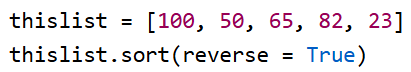 thislist = [100, 50, 65, 82, 23]
thislist.sort(reverse = True)